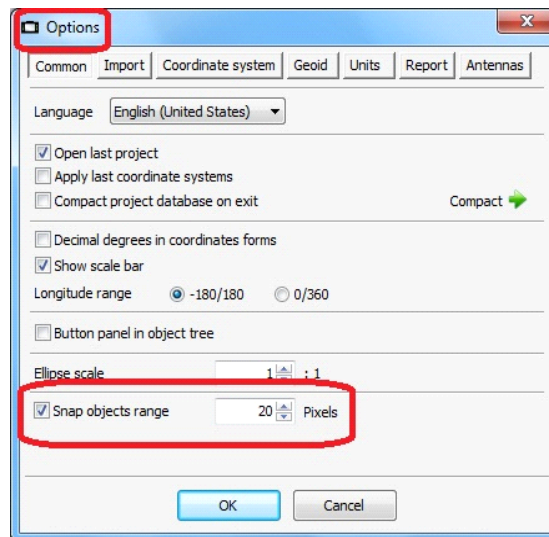 Options
Common Import Coordinate system Geoid Units Report Antennas
Language English (United States)
Open last project
Apply last coordinate systems
Compact project database on exit Compact
Decimal degrees in coordinates forms
Show scale bar
Longitude range -180/180 0/360
Button panel in object tree
Ellipse scale 1 : 1
Snap objects range 20 Pixels
OK Cancel